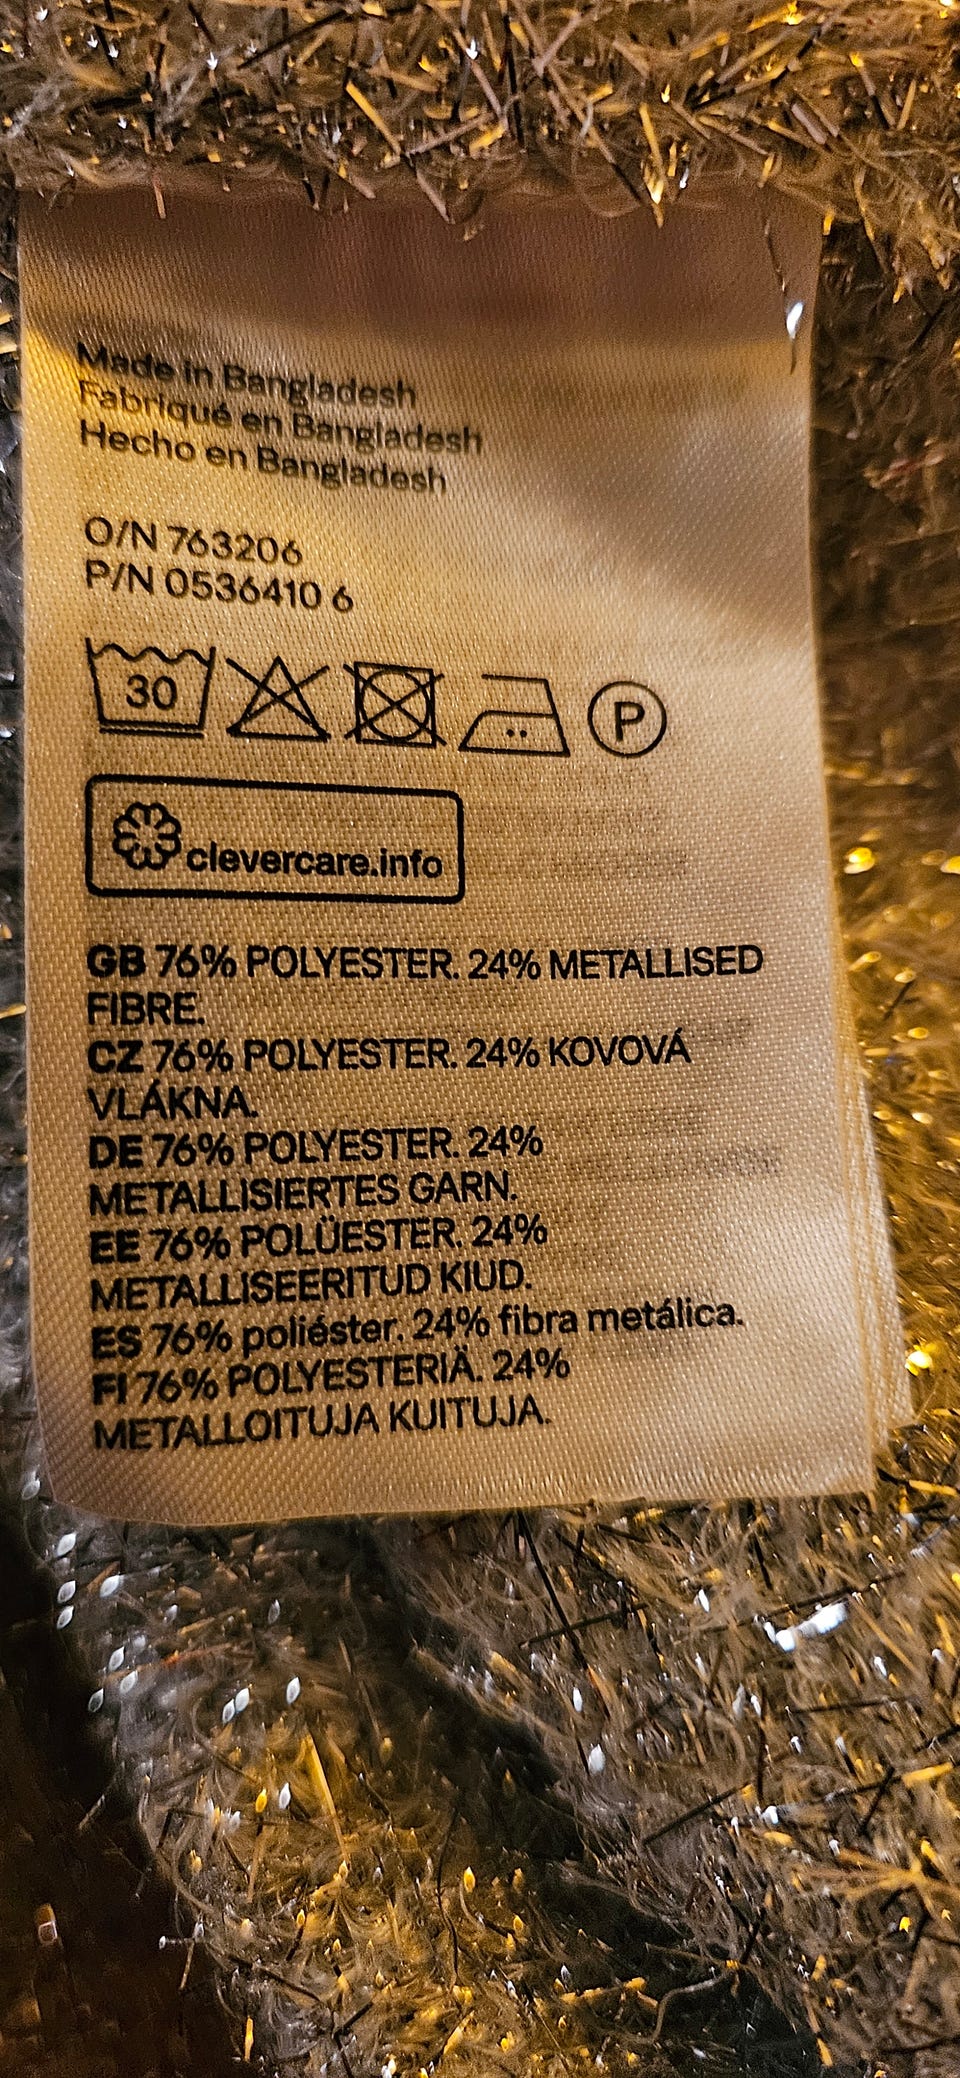 Made in Bangladesh
Fabriqué en Bangladesh
Hecho en Bangladesh
O/N 763206
P/N 0536410 6
30
P
clevercare.info
GB 76% POLYESTER. 24% METALLISED
FIBRE.
CZ 76% POLYESTER. 24% KOVOVÁ
VLÁKNA.
DE 76% POLYESTER. 24%
METALLISIERTES GARN.
EE 76% POLÜESTER. 24%
METALLISEERITUD KIUD.
ES 76% poliéster. 24% fibra metálica.
FI 76% POLYESTERIÄ. 24%
METALLOITUJA KUITUJA.